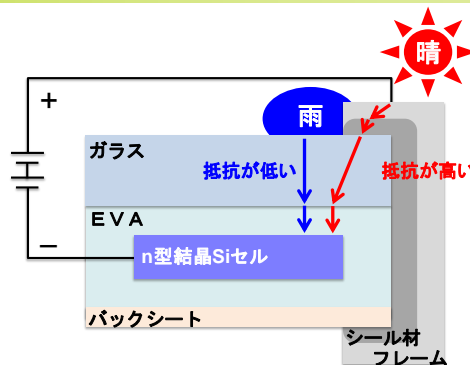 晴
+
雨
ガラス
抵抗が低い
抵抗が高い
EVA
−
n型結晶Siセル
バックシート
シール材
フレーム